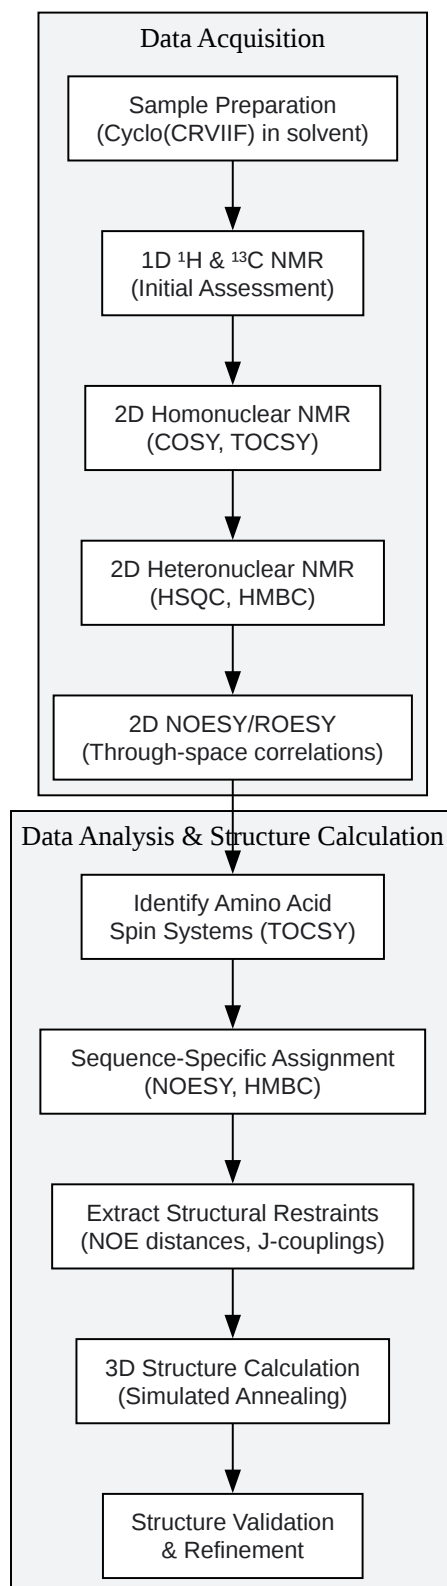 Data Acquisition
Sample Preparation
(Cyclo(CRVIIF) in solvent)
1D ¹H & ¹³C NMR
(Initial Assessment)
2D Homonuclear NMR
(COSY, TOCSY)
2D Heteronuclear NMR
(HSQC, HMBC)
2D NOESY/ROESY
(Through-space correlations)
Data Analysis & Structure Calculation
Identify Amino Acid
Spin Systems (TOCSY)
Sequence-Specific Assignment
(NOESY, HMBC)
Extract Structural Restraints
(NOE distances, J-couplings)
3D Structure Calculation
(Simulated Annealing)
Structure Validation
& Refinement